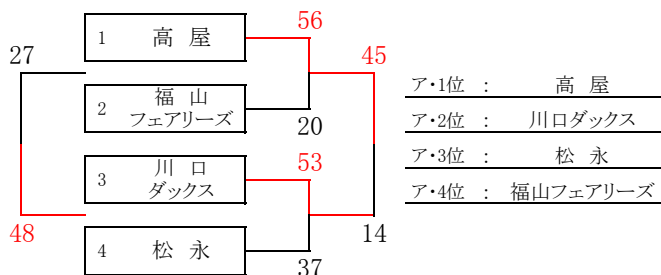 56
1 高 屋
27
45
2 福 山
フェアリーズ
20
3 川 口
ダックス
53
48
14
4 松 永
37
ア・1位 : 高 屋
ア・2位 : 川口ダックス
ア・3位 : 松 永
ア・4位 : 福山フェアリーズ